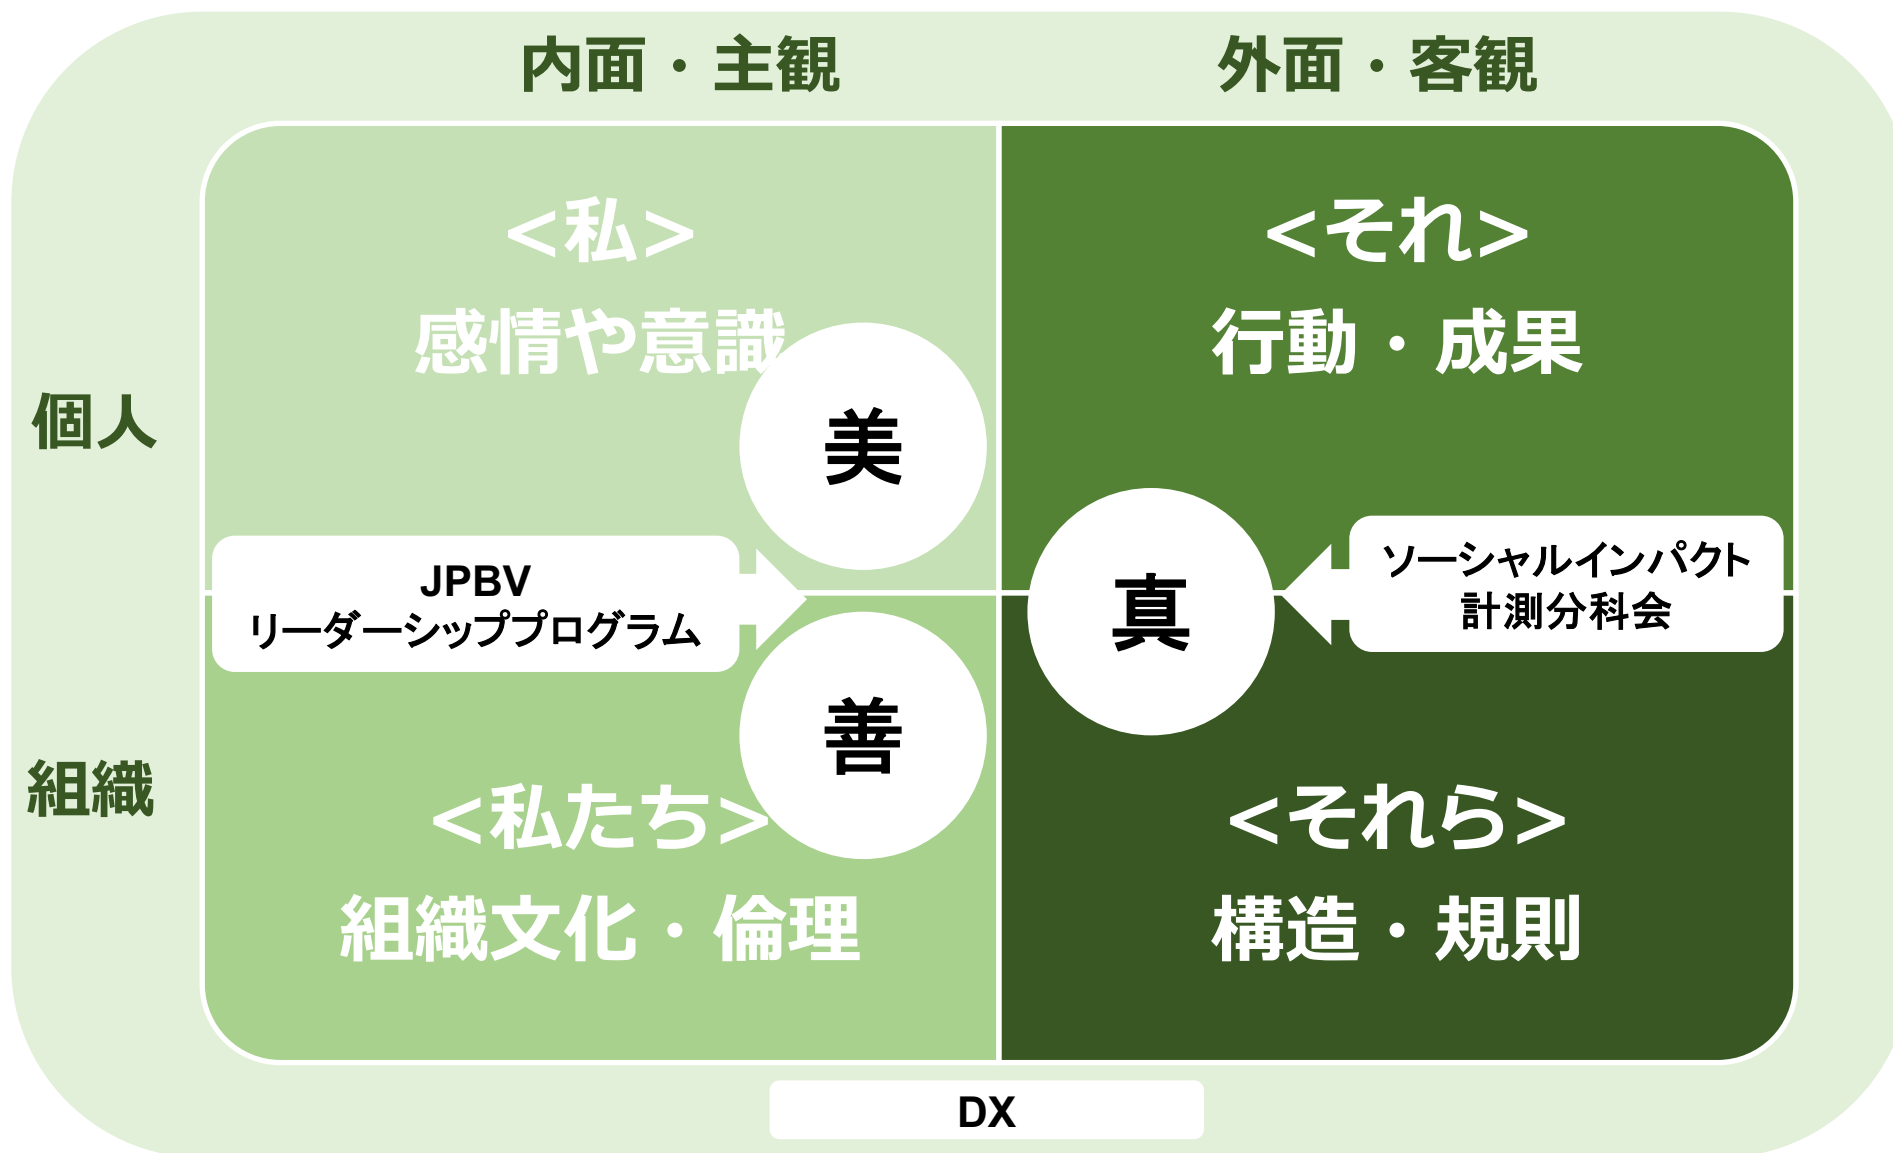 内面・主観
外面・客観
個人
<私>
感情や意識
<それ>
行動・成果
美
JPBV
リーダーシッププログラム
真
ソーシャルインパクト
計測分科会
善
組織
<私たち>
組織文化・倫理
<それら>
構造・規則
DX